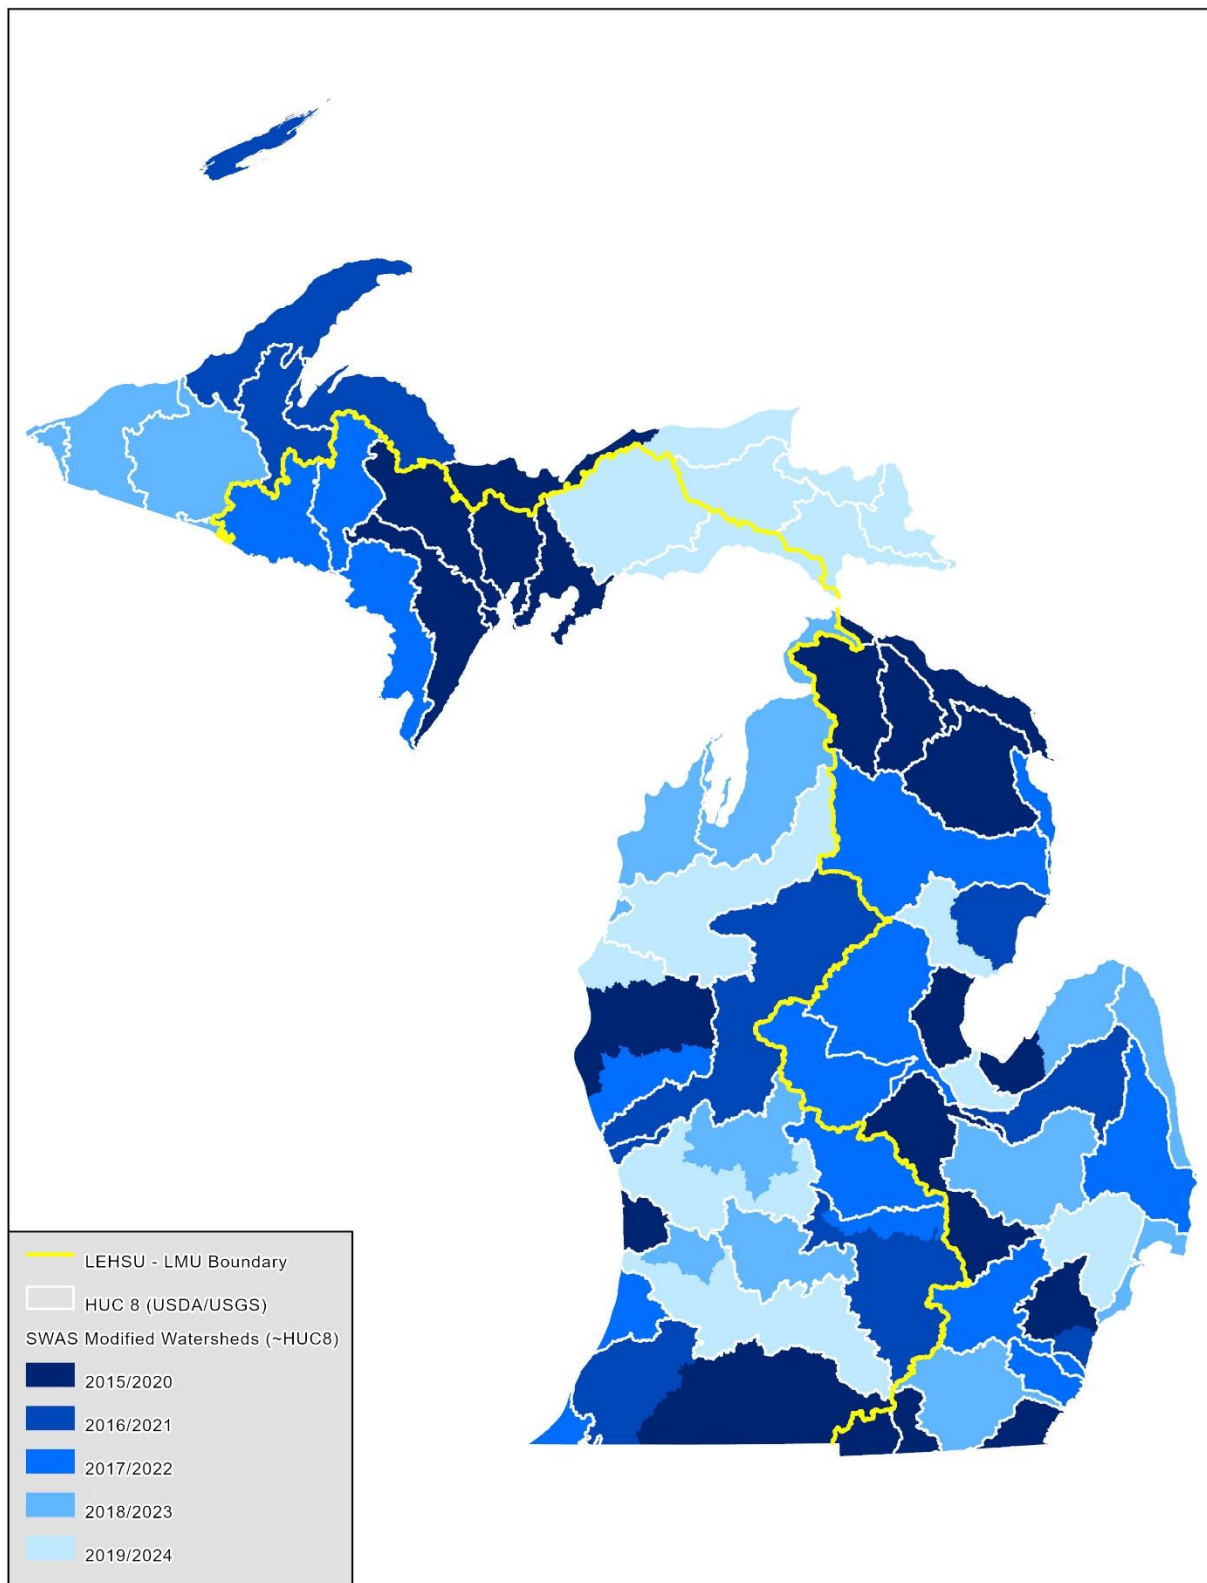 LEHSU - LMU Boundary
HUC 8 (USDA/USGS)
SWAS Modified Watersheds (~HUC8)
2015/2020
2016/2021
2017/2022
2018/2023
2019/2024